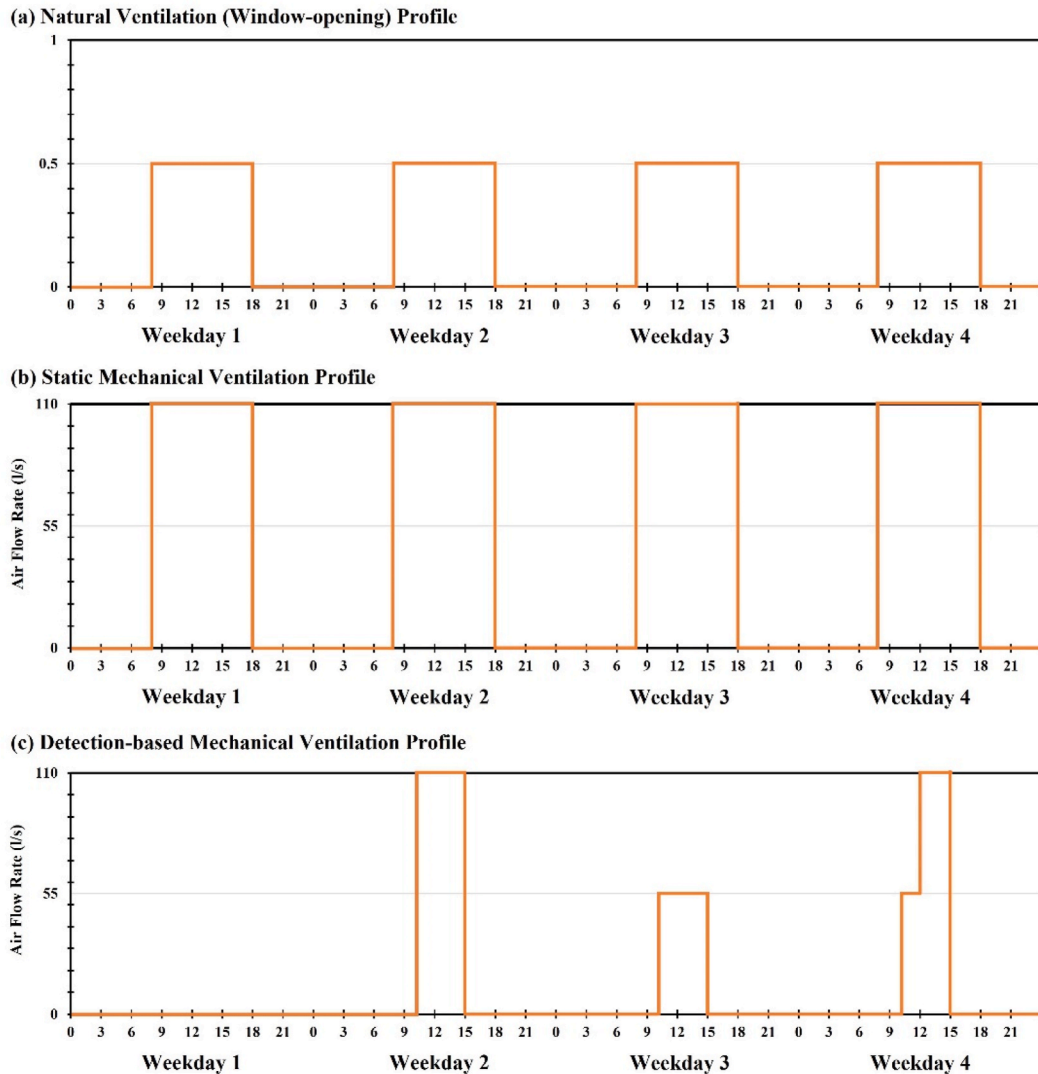 (a) Natural Ventilation (Window-opening) Profile
1
0.5
0
0 3 6 9 12 15 18 21 0 3 6 9 12 15 18 21 0 3 6 9 12 15 18 21 0 3 6 9 12 15 18 21
Weekday 1 Weekday 2 Weekday 3 Weekday 4
(b) Static Mechanical Ventilation Profile
110
55
0
Air Flow Rate (l/s)
0 3 6 9 12 15 18 21 0 3 6 9 12 15 18 21 0 3 6 9 12 15 18 21 0 3 6 9 12 15 18 21
Weekday 1 Weekday 2 Weekday 3 Weekday 4
(c) Detection-based Mechanical Ventilation Profile
110
55
0
Air Flow Rate (l/s)
0 3 6 9 12 15 18 21 0 3 6 9 12 15 18 21 0 3 6 9 12 15 18 21 0 3 6 9 12 15 18 21
Weekday 1 Weekday 2 Weekday 3 Weekday 4